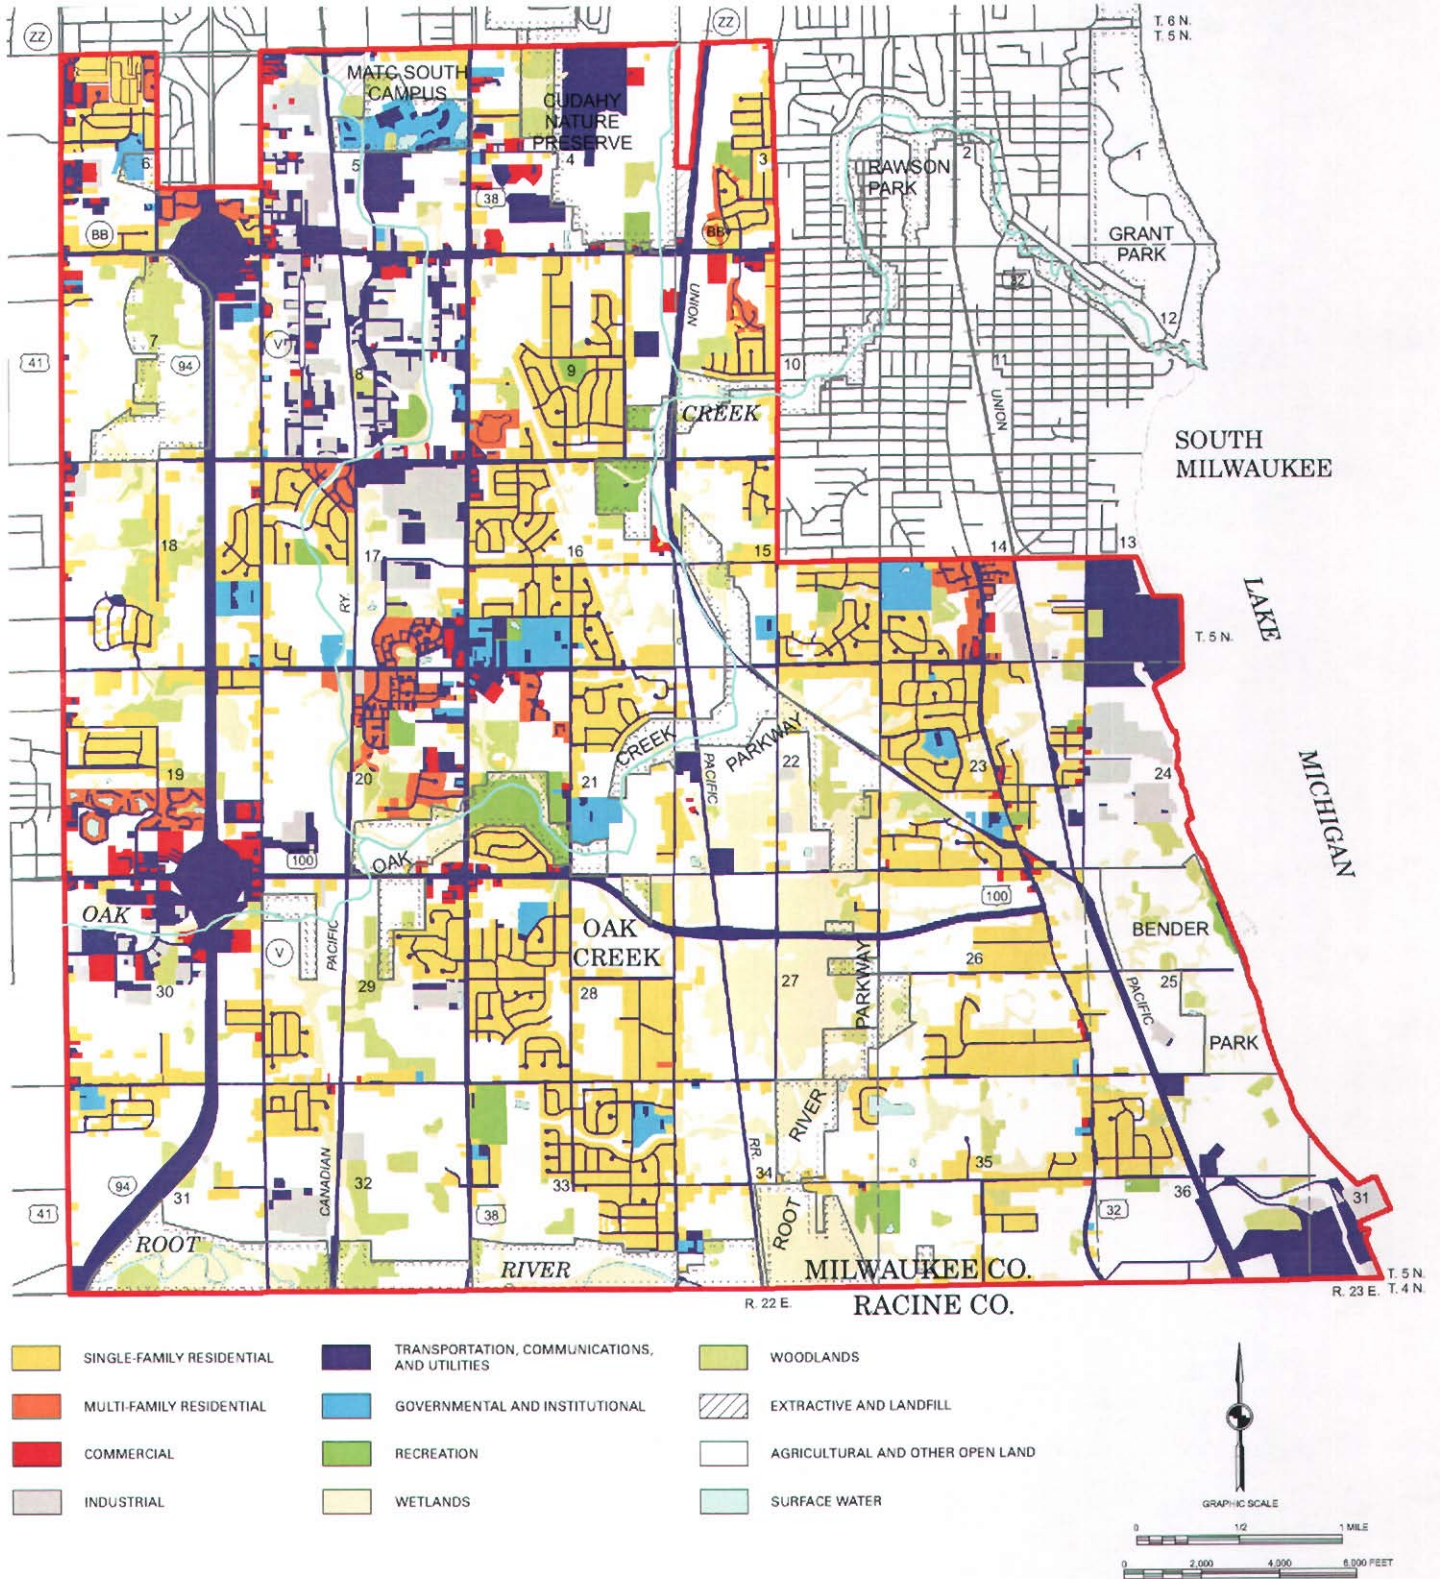 ZZ
ZZ
T. 6 N.
T. 5 N.
MATC SOUTH
CAMPUS
CUDAHY
NATURE
PRESERVE
6
5
4
3
2
1
38
RAWSON
PARK
BB
BB
GRANT
PARK
UNION
32
12
7
V
41
94
8
9
10
11
CREEK
UNION
SOUTH
MILWAUKEE
18
17
16
15
14
13
RY.
LAKE
T. 5 N.
MICHIGAN
CREEK
PARKWAY
19
20
21
PACIFIC
22
23
24
100
OAK
OAK
100
V
PACIFIC
OAK
CREEK
BENDER
PARKWAY
26
30
29
28
27
PACIFIC
25
PARK
RIVER
94
CANADIAN
RR.
41
31
32
38
33
34
35
36
32
31
ROOT
ROOT
RIVER
MILWAUKEE CO.
RACINE CO.
R. 22 E.
T. 5 N.
R. 23 E. T. 4 N.
SINGLE-FAMILY RESIDENTIAL
MULTI-FAMILY RESIDENTIAL
COMMERCIAL
INDUSTRIAL
TRANSPORTATION, COMMUNICATIONS,
AND UTILITIES
GOVERNMENTAL AND INSTITUTIONAL
RECREATION
WETLANDS
WOODLANDS
EXTRACTIVE AND LANDFILL
AGRICULTURAL AND OTHER OPEN LAND
SURFACE WATER
GRAPHIC SCALE
0 1/2 1 MILE
0 2,000 4,000 6,000 FEET